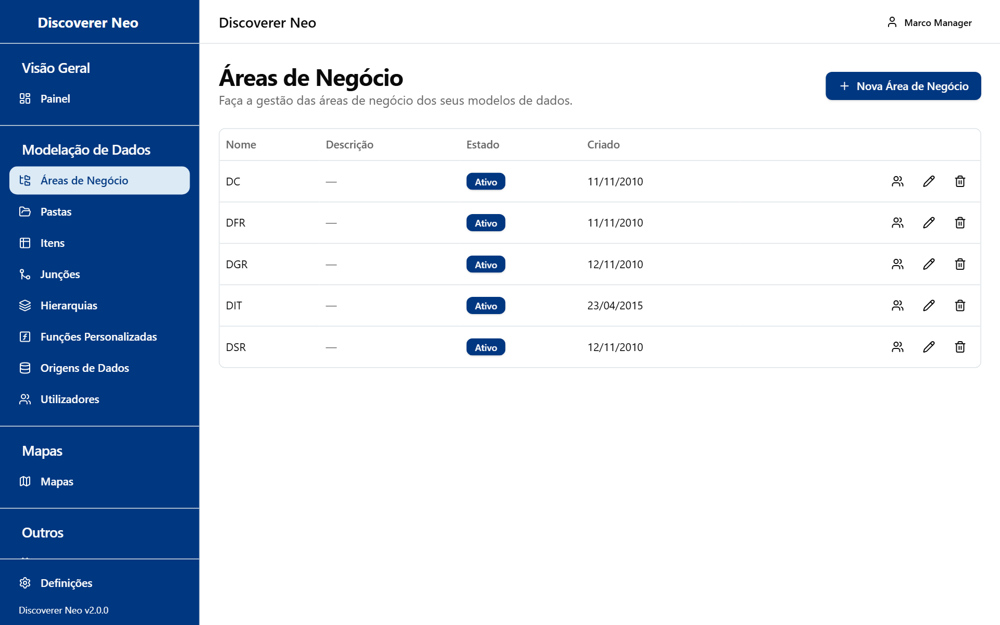 Discoverer Neo
Discoverer Neo
Marco Manager
Visão Geral
Painel
Modelação de Dados
Áreas de Negócio
Pastas
Itens
Junções
Hierarquias
Funções Personalizadas
Origens de Dados
Utilizadores
Mapas
Mapas
Outros
Definições
Discoverer Neo v2.0.0
Áreas de Negócio
Faça a gestão das áreas de negócio dos seus modelos de dados.
+ Nova Área de Negócio
Nome Descrição Estado Criado
DC — Ativo 11/11/2010
DFR — Ativo 11/11/2010
DGR — Ativo 12/11/2010
DIT — Ativo 23/04/2015
DSR — Ativo 12/11/2010